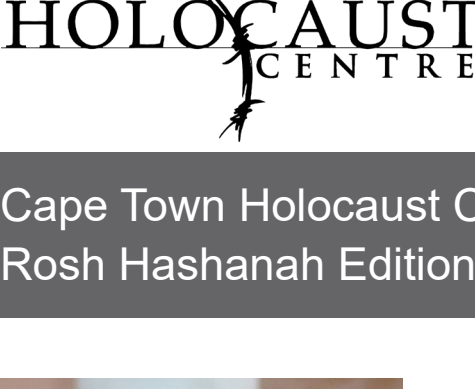 HOLOCAUST
CENTRE
Cape Town Holocaust C
Rosh Hashanah Edition